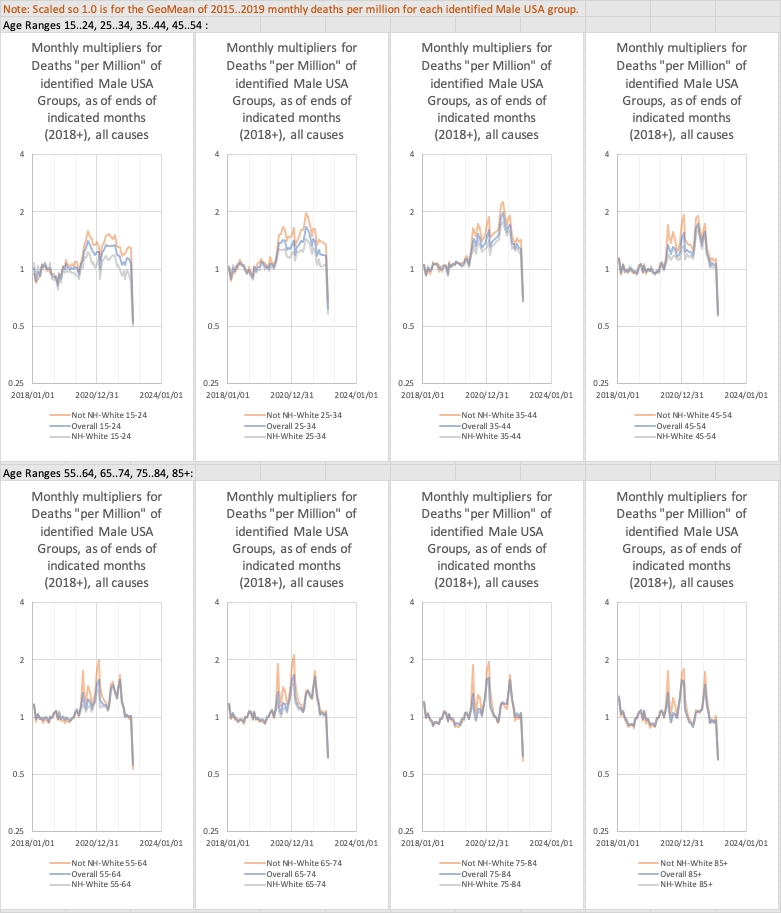 Note: Scaled so 1.0 is for the GeoMean of 2015..2019 monthly deaths per million for each identified Male USA group.
Age Ranges 15..24, 25..34, 35..44, 45..54 :
Monthly multipliers for
Deaths "per Million" of
identified Male USA
Groups, as of ends of
indicated months
(2018+), all causes
4
2
1
0.5
0.25
2018/01/01 2020/12/31 2024/01/01
Not NH-White 15-24
Overall 15-24
NH-White 15-24
Monthly multipliers for
Deaths "per Million" of
identified Male USA
Groups, as of ends of
indicated months
(2018+), all causes
4
2
1
0.5
0.25
2018/01/01 2020/12/31 2024/01/01
Not NH-White 25-34
Overall 25-34
NH-White 25-34
Monthly multipliers for
Deaths "per Million" of
identified Male USA
Groups, as of ends of
indicated months
(2018+), all causes
4
2
1
0.5
0.25
2018/01/01 2020/12/31 2024/01/01
Not NH-White 35-44
Overall 35-44
NH-White 35-44
Monthly multipliers for
Deaths "per Million" of
identified Male USA
Groups, as of ends of
indicated months
(2018+), all causes
4
2
1
0.5
0.25
2018/01/01 2020/12/31 2024/01/01
Not NH-White 45-54
Overall 45-54
NH-White 45-54
Age Ranges 55..64, 65..74, 75..84, 85+:
Monthly multipliers for
Deaths "per Million" of
identified Male USA
Groups, as of ends of
indicated months
(2018+), all causes
4
2
1
0.5
0.25
2018/01/01 2020/12/31 2024/01/01
Not NH-White 55-64
Overall 55-64
NH-White 55-64
Monthly multipliers for
Deaths "per Million" of
identified Male USA
Groups, as of ends of
indicated months
(2018+), all causes
4
2
1
0.5
0.25
2018/01/01 2020/12/31 2024/01/01
Not NH-White 65-74
Overall 65-74
NH-White 65-74
Monthly multipliers for
Deaths "per Million" of
identified Male USA
Groups, as of ends of
indicated months
(2018+), all causes
4
2
1
0.5
0.25
2018/01/01 2020/12/31 2024/01/01
Not NH-White 75-84
Overall 75-84
NH-White 75-84
Monthly multipliers for
Deaths "per Million" of
identified Male USA
Groups, as of ends of
indicated months
(2018+), all causes
4
2
1
0.5
0.25
2018/01/01 2020/12/31 2024/01/01
Not NH-White 85+
Overall 85+
NH-White 85+